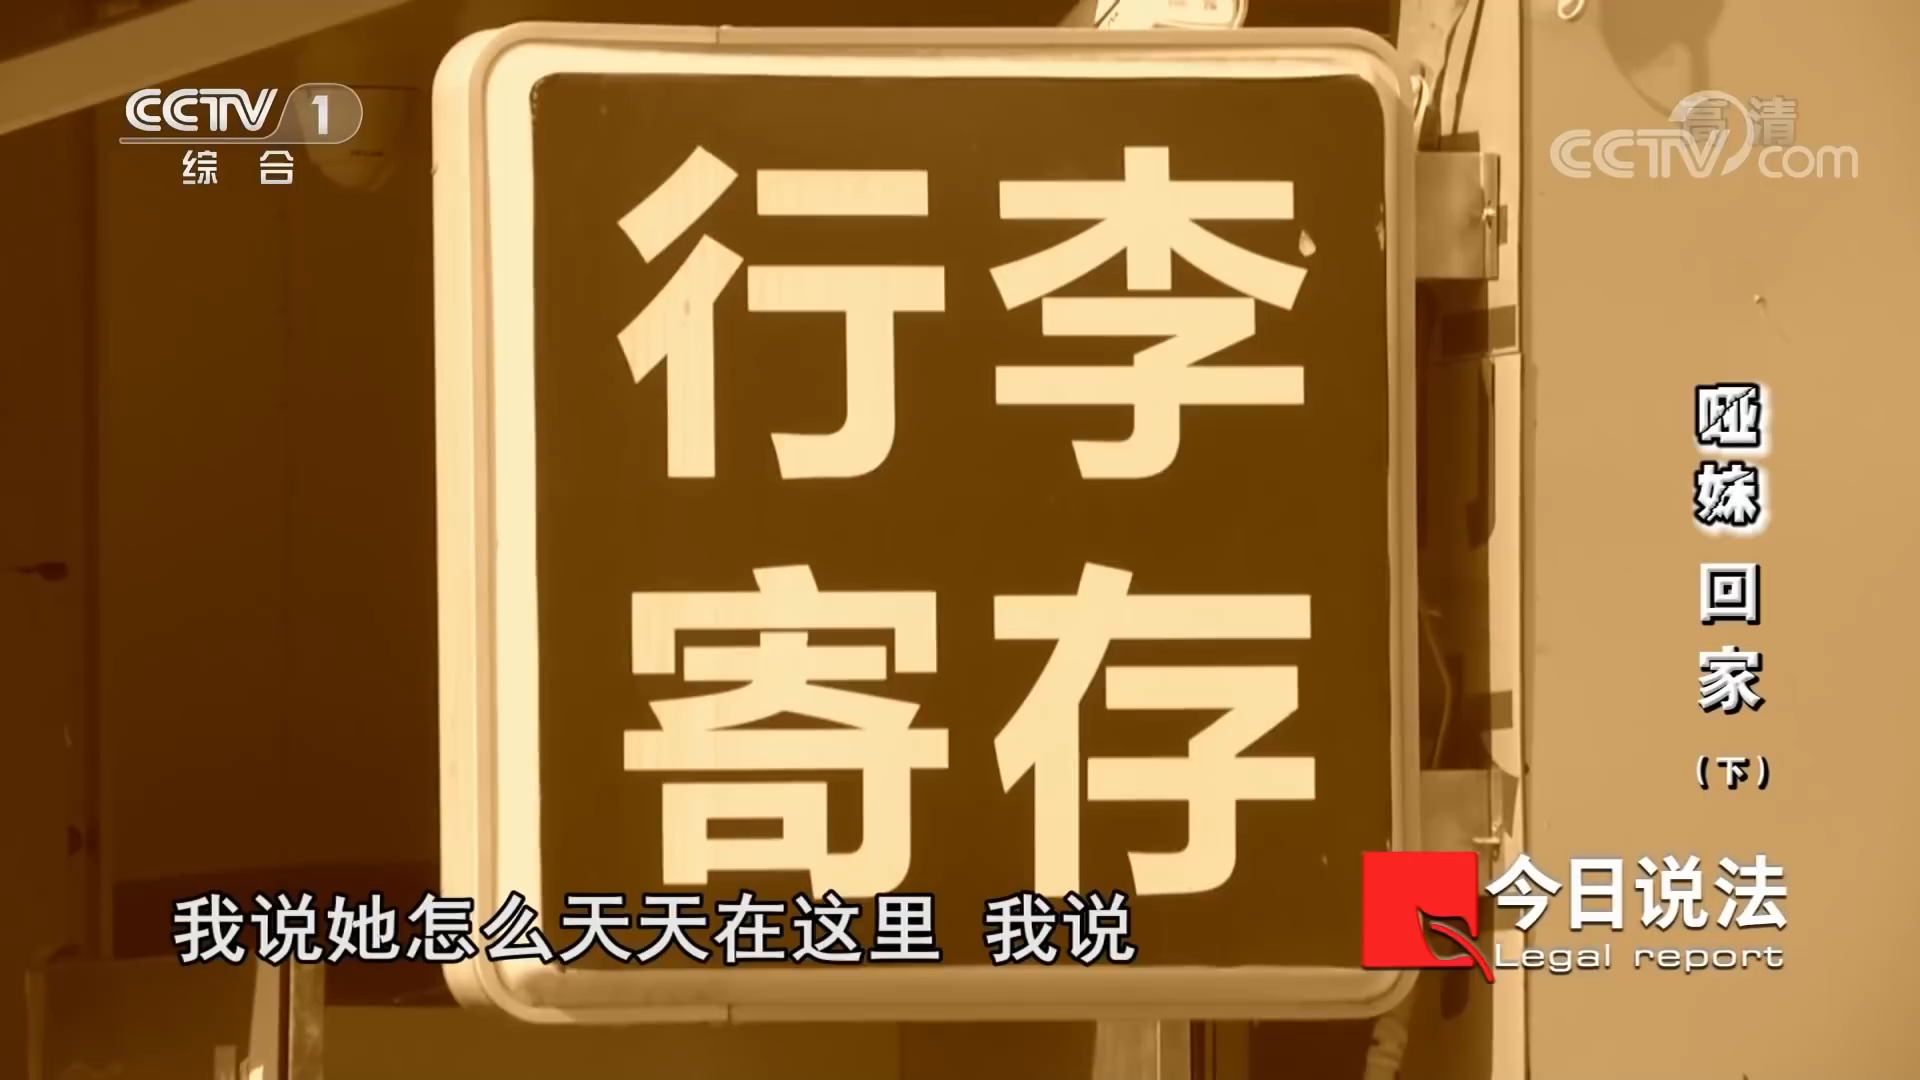 CCTV 1
综合
高清
CCTV.com
行李
寄存
哑妹回家
（下）
我说她怎么天天在这里 我说
今日说法
Legal report